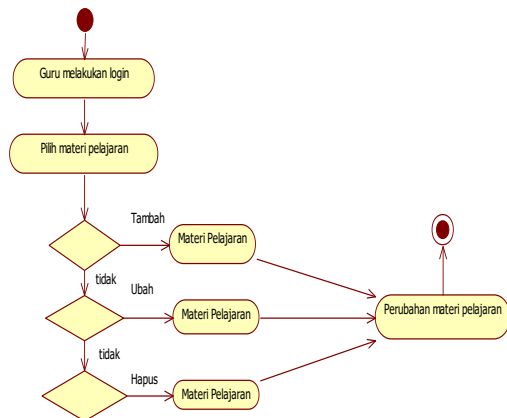 Guru melakukan login
Pilih materi pelajaran
Tambah
Materi Pelajaran
tidak
Ubah
Materi Pelajaran
Perubahan materi pelajaran
tidak
Hapus
Materi Pelajaran